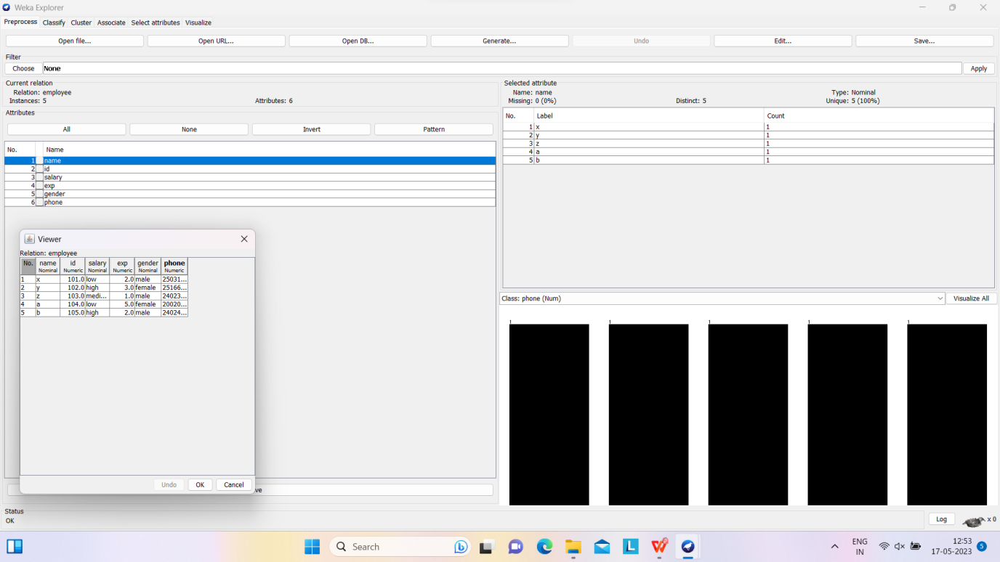 Weka Explorer
Preprocess Classify Cluster Associate Select attributes Visualize
Open file... Open URL... Open DB... Generate... Undo Edit... Save...
Filter
Choose None Apply
Current relation
Relation: employee
Instances: 5 Attributes: 6
Attributes
All None Invert Pattern
No. Name
1 name
2 id
3 salary
4 exp
5 gender
6 phone
Selected attribute
Name: name Type: Nominal
Missing: 0 (0%) Distinct: 5 Unique: 5 (100%)
No. Label Count
1 x 1
2 y 1
3 z 1
4 a 1
5 b 1
Class: phone (Num) Visualize All
1 1 1 1 1
Viewer
Relation: employee
No. name id salary exp gender phone
Nominal Numeric Nominal Numeric Nominal Numeric
1 x 101.0 low 2.0 male 25031...
2 y 102.0 high 3.0 female 25166...
3 z 103.0 medi... 1.0 male 24023...
4 a 104.0 low 5.0 female 20020...
5 b 105.0 high 2.0 male 24024...
Undo OK Cancel
ve
Status
OK
Log x 0
Search
ENG
IN
12:53
17-05-2023
5